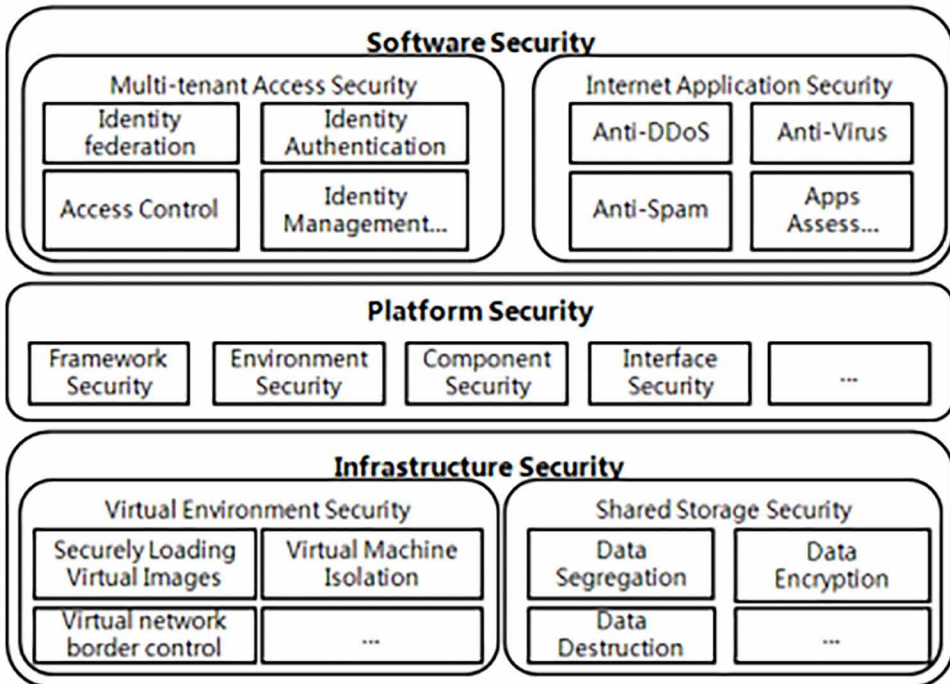 Software Security
Multi-tenant Access Security
Identity
federation
Identity
Authentication
Access Control
Identity
Management...
Internet Application Security
Anti-DDoS
Anti-Virus
Anti-Spam
Apps
Assess...
Platform Security
Framework
Security
Environment
Security
Component
Security
Interface
Security
...
Infrastructure Security
Virtual Environment Security
Securely Loading
Virtual Images
Virtual Machine
Isolation
Virtual network
border control
...
Shared Storage Security
Data
Segregation
Data
Encryption
Data
Destruction
...